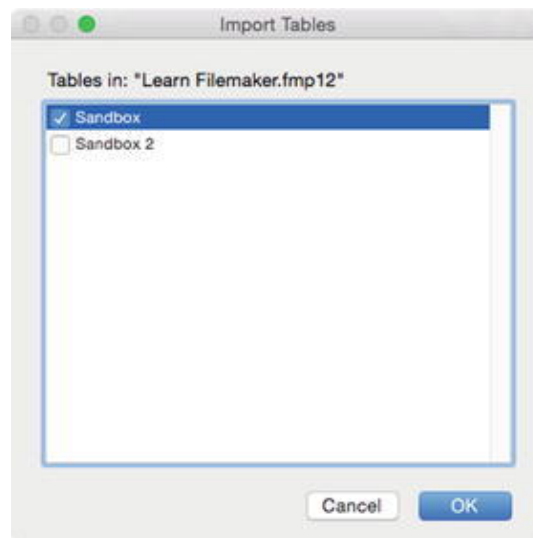 Import Tables
Tables in: "Learn Filemaker.fmp12"
Sandbox
Sandbox 2
Cancel OK